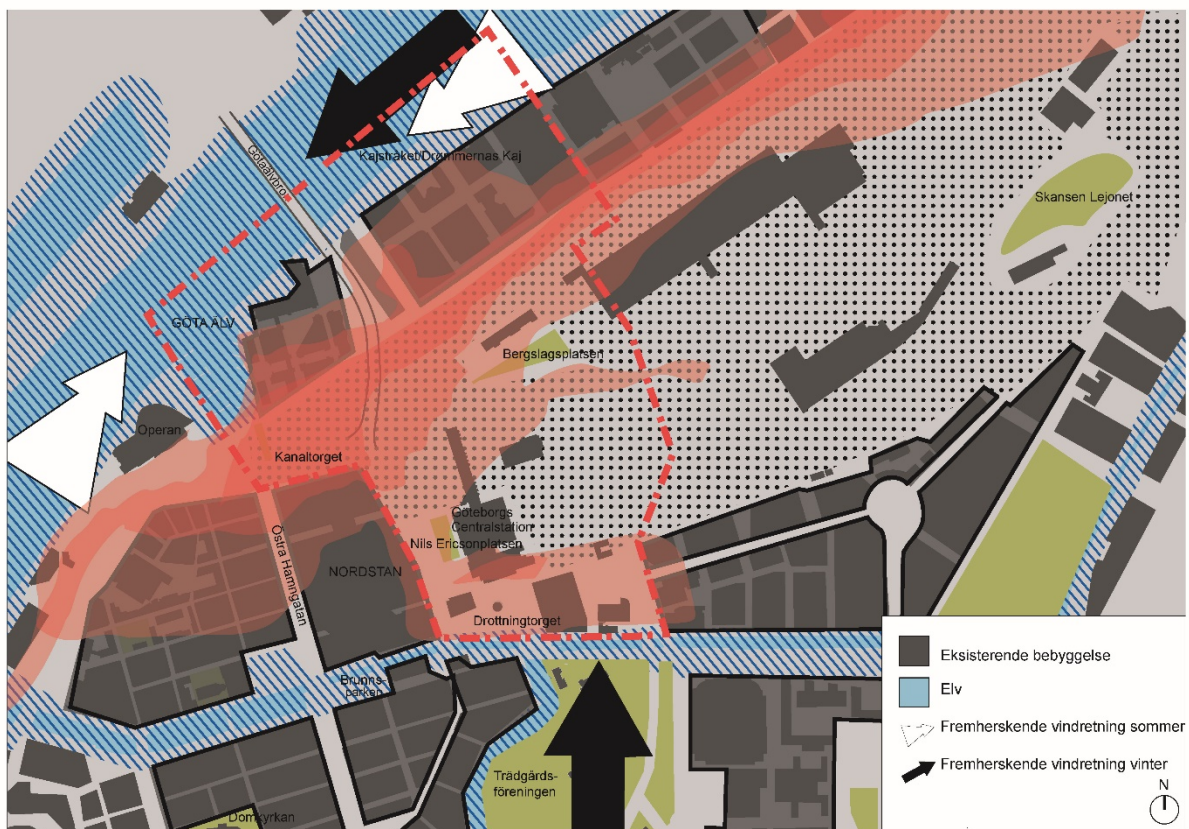 Kajstråket/Drømmernas Kaj
Götaälvbron
Skansen Lejonet
GÖTA ÄLV
Bergslagsplatsen
Operan
Kanaltorget
Göteborgs
Centralstation
Nils Ericsonplatsen
Östra Hamngatan
NORDSTAN
Drottningtorget
Brunns-
parken
Trädgårds-
föreningen
Domkyrkan
Eksisterende bebyggelse
Elv
Fremherskende vindretning sommer
Fremherskende vindretning vinter
N